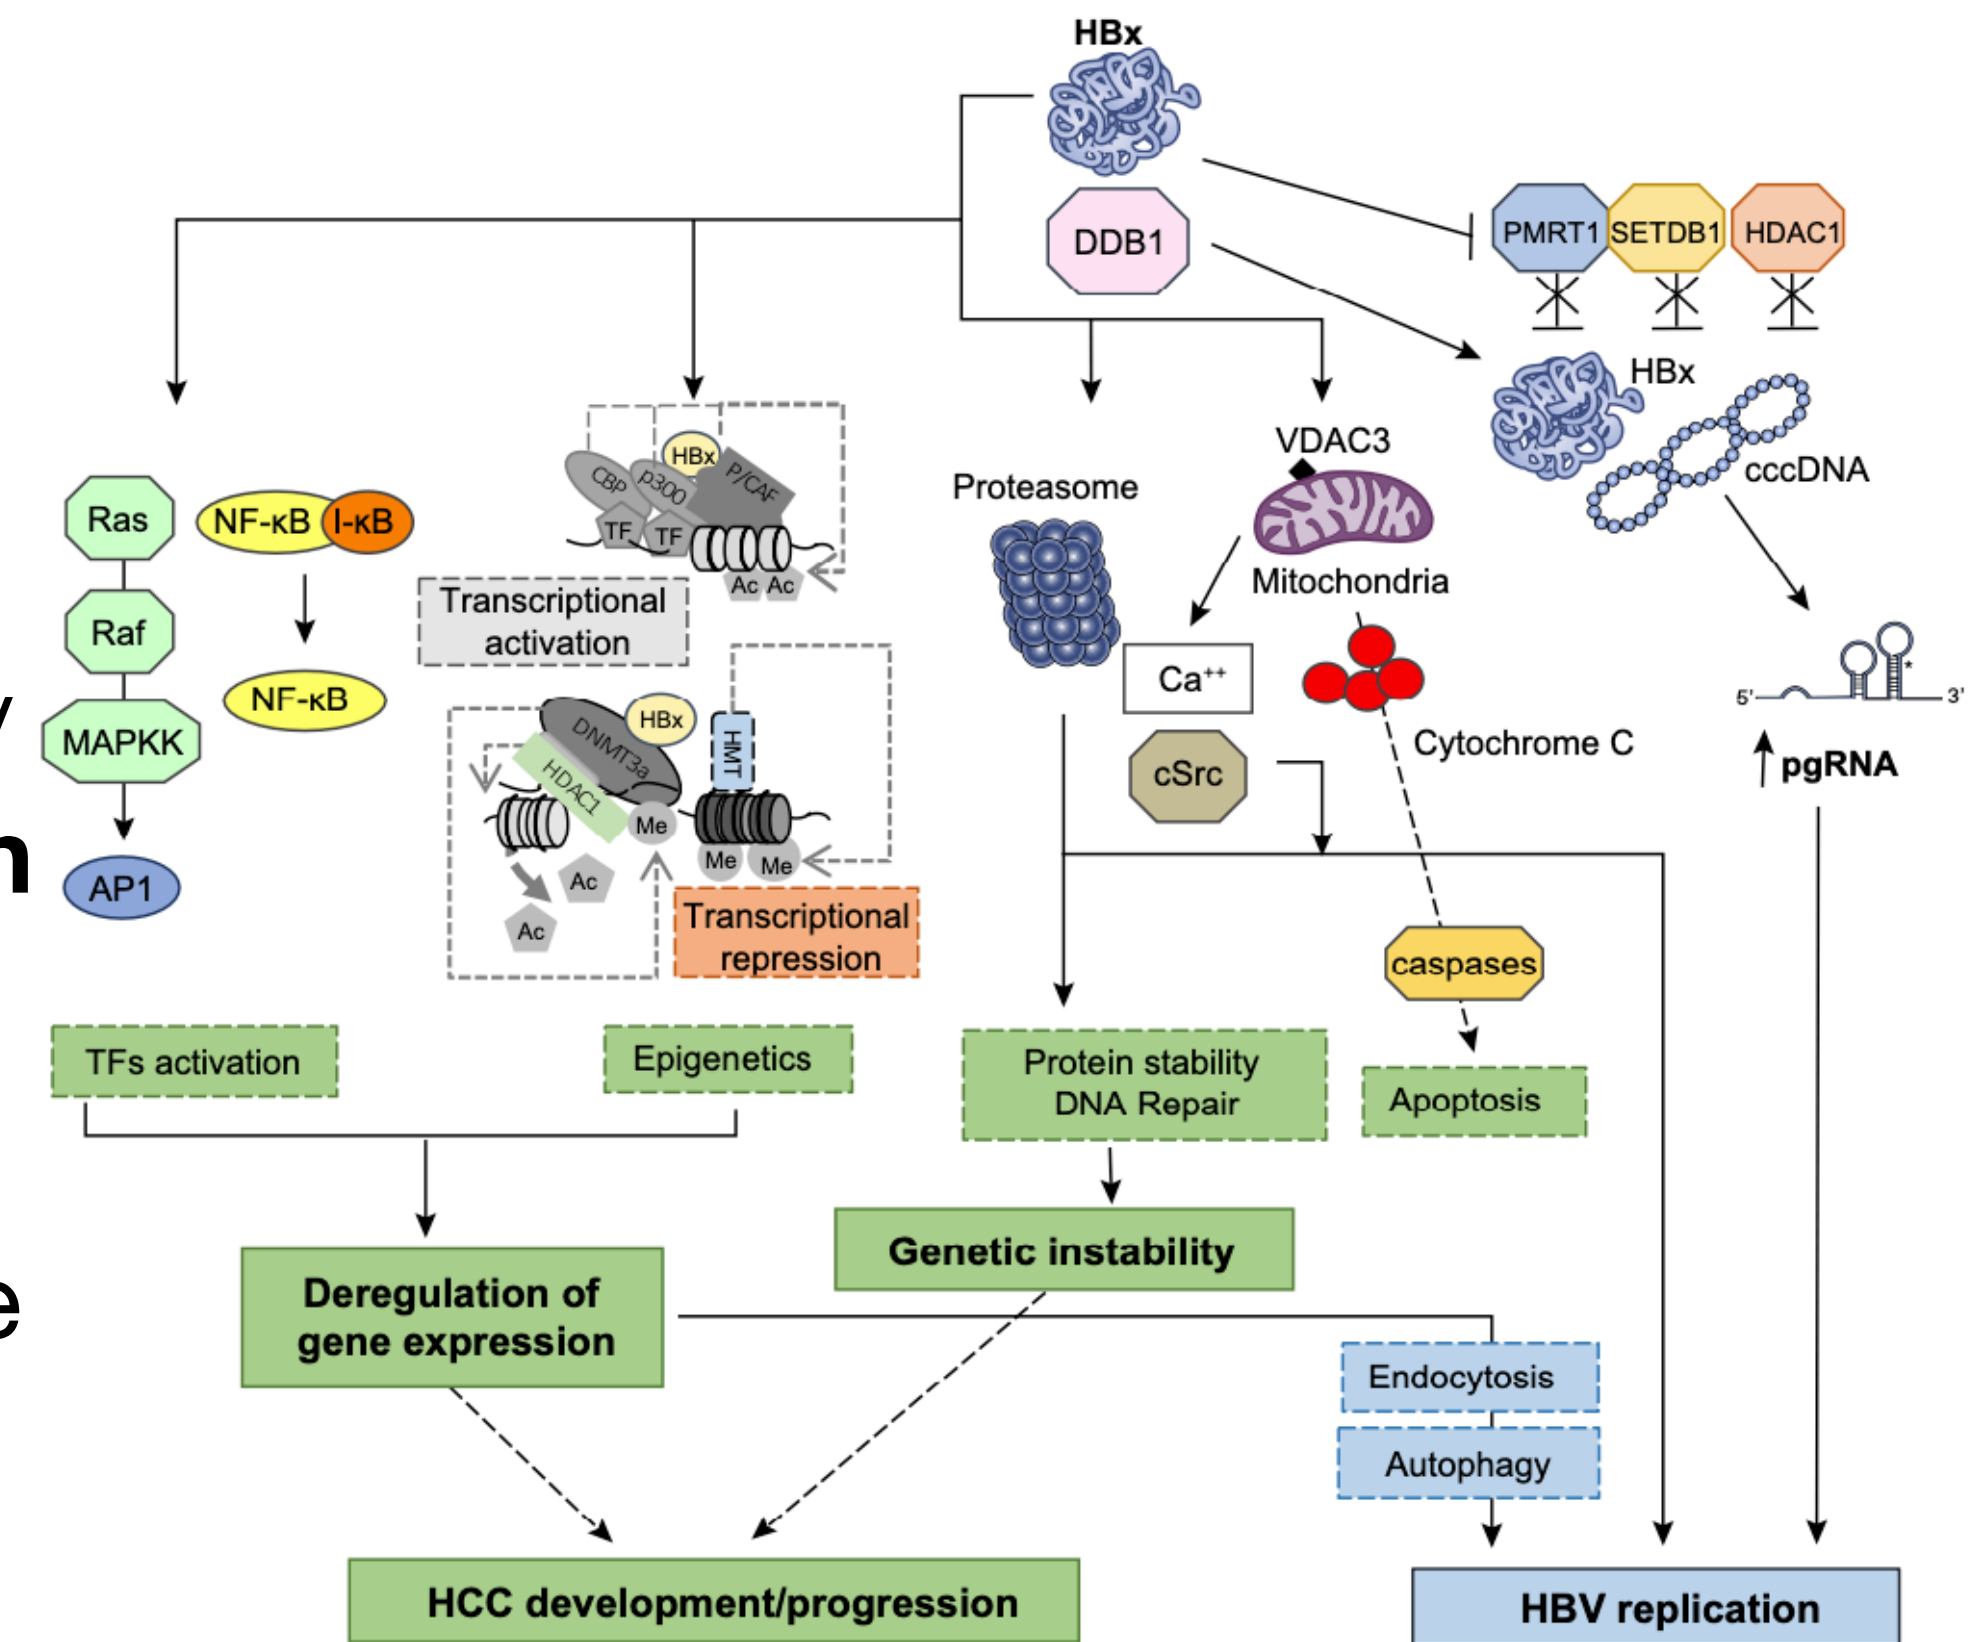 HBx
DDB1
PMRT1
SETDB1
HDAC1
HBx
cccDNA
VDAC3
Proteasome
Mitochondria
Ras
Raf
MAPKK
AP1
NF-κB
I-κB
NF-κB
HBx
CBP
p300
P/CAF
TF
TF
Ac
Ac
Transcriptional
activation
HBx
DNMT3a
HDAC1
HMT
Me
Me
Me
Ac
Ac
Transcriptional
repression
Ca⁺⁺
cSrc
Cytochrome C
5'
*
3'
pgRNA
caspases
y
n
e
TFs activation
Epigenetics
Protein stability
DNA Repair
Apoptosis
Genetic instability
Deregulation of
gene expression
Endocytosis
Autophagy
HCC development/progression
HBV replication